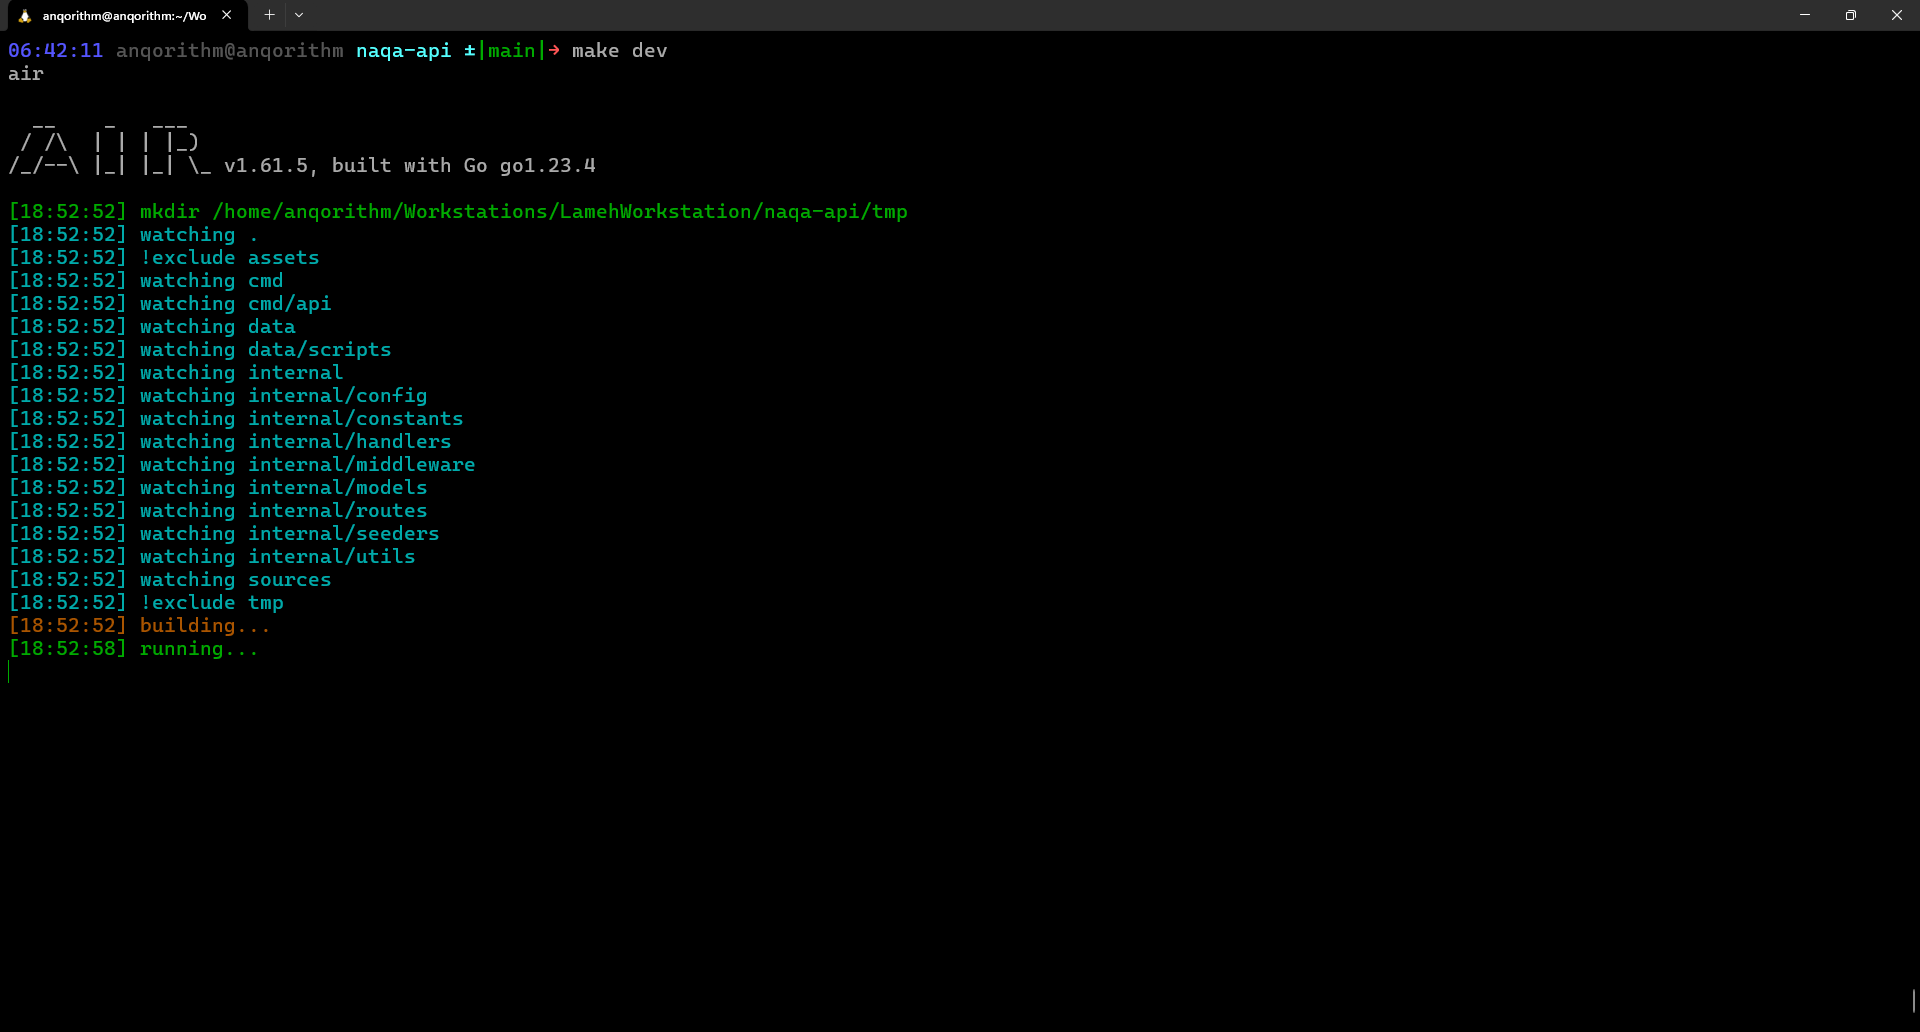 anqorithm@anqorithm:~/Wo
06:42:11 anqorithm@anqorithm naqa-api ±|main|→ make dev
air
  __    _   ___
 / /\  | | | |_)
/_/--\ |_| |_| \_ v1.61.5, built with Go go1.23.4
[18:52:52] mkdir /home/anqorithm/Workstations/LamehWorkstation/naqa-api/tmp
[18:52:52] watching .
[18:52:52] !exclude assets
[18:52:52] watching cmd
[18:52:52] watching cmd/api
[18:52:52] watching data
[18:52:52] watching data/scripts
[18:52:52] watching internal
[18:52:52] watching internal/config
[18:52:52] watching internal/constants
[18:52:52] watching internal/handlers
[18:52:52] watching internal/middleware
[18:52:52] watching internal/models
[18:52:52] watching internal/routes
[18:52:52] watching internal/seeders
[18:52:52] watching internal/utils
[18:52:52] watching sources
[18:52:52] !exclude tmp
[18:52:52] building...
[18:52:58] running...